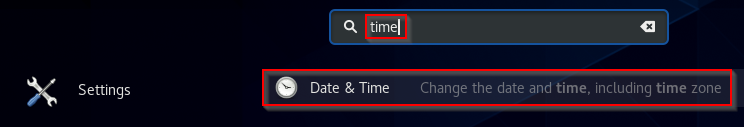 time
Settings
Date & Time Change the date and time, including time zone